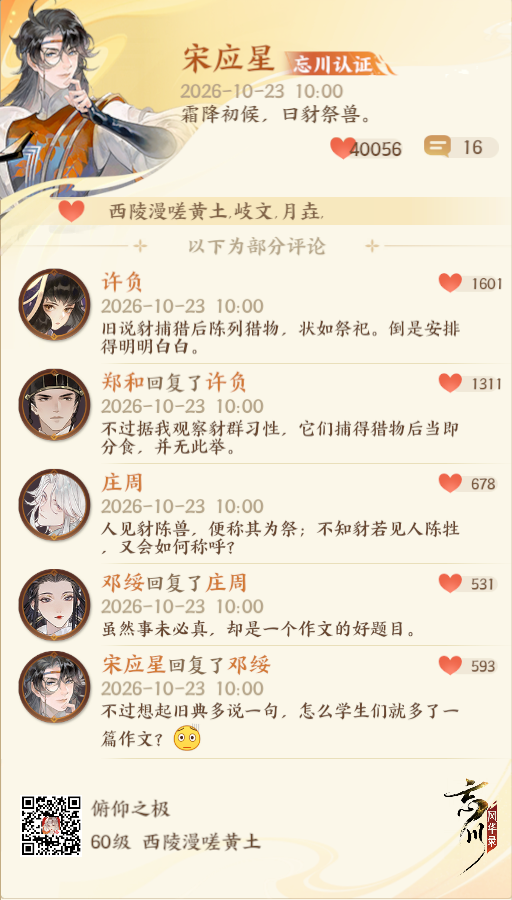 宋应星 忘川认证
2026-10-23 10:00
霜降初候，曰豺祭兽。
40056 16
西陵漫嗟黄土,歧文,月垚,
以下为部分评论
许负 1601
2026-10-23 10:00
旧说豺捕猎后陈列猎物，状如祭祀。倒是安排
得明明白白。
郑和回复了许负 1311
2026-10-23 10:00
不过据我观察豺群习性，它们捕得猎物后当即
分食，并无此举。
庄周 678
2026-10-23 10:00
人见豺陈兽，便称其为祭；不知豺若见人陈牲
，又会如何称呼？
邓绥回复了庄周 531
2026-10-23 10:00
虽然事未必真，却是一个作文的好题目。
宋应星回复了邓绥 593
2026-10-23 10:00
不过想起旧典多说一句，怎么学生们就多了一
篇作文？
俯仰之极
60级 西陵漫嗟黄土
忘川
风华录